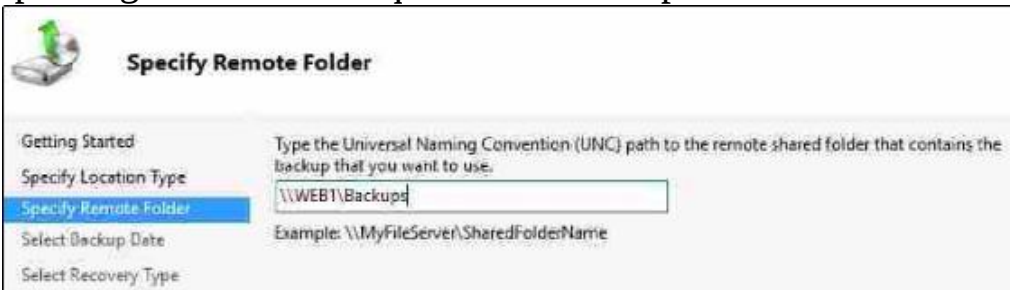 Specify Remote Folder
Getting Started
Specify Location Type
Specify Remote Folder
Select Backup Date
Select Recovery Type
Type the Universal Naming Convention (UNC) path to the remote shared folder that contains the
backup that you want to use.
\\WEB1\Backups
Example: \\MyFileServer\SharedFolderName